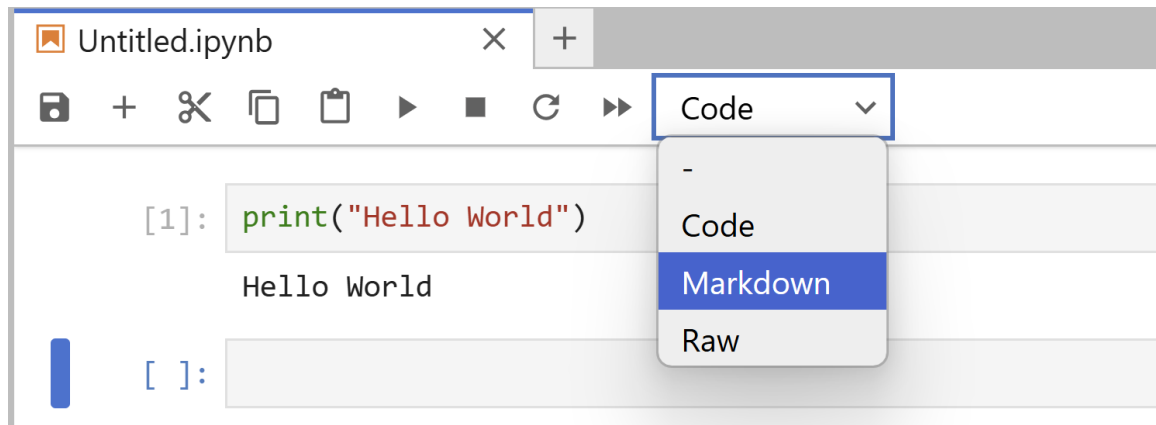 Untitled.ipynb
Code
-
Code
Markdown
Raw
[1]: print("Hello World")
Hello World
[ ]: